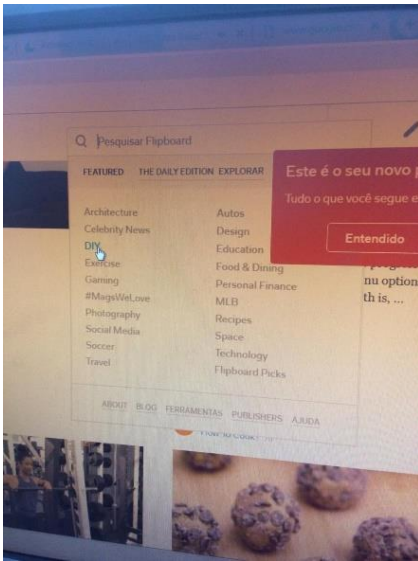 Pesquisar Flipboard
FEATURED THE DAILY EDITION EXPLORAR
Este é o seu novo p
Tudo o que você segue e
Entendido
Architecture
Celebrity News
DIY
Exercise
Gaming
#MagsWeLove
Photography
Social Media
Soccer
Travel
Autos
Design
Education
Food & Dining
Personal Finance
MLB
Recipes
Space
Technology
Flipboard Picks
nu option
th is, ...
ABOUT BLOG FERRAMENTAS PUBLISHERS AJUDA